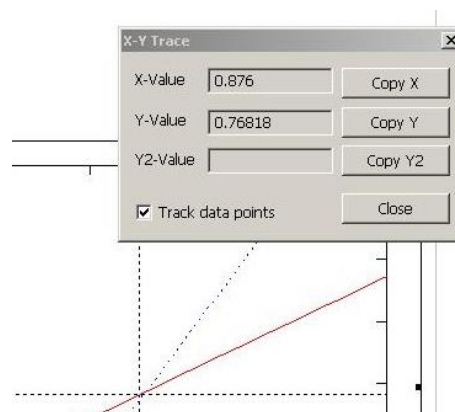 X-Y Trace
X-Value 0.876 Copy X
Y-Value 0.76818 Copy Y
Y2-Value Copy Y2
Track data points Close